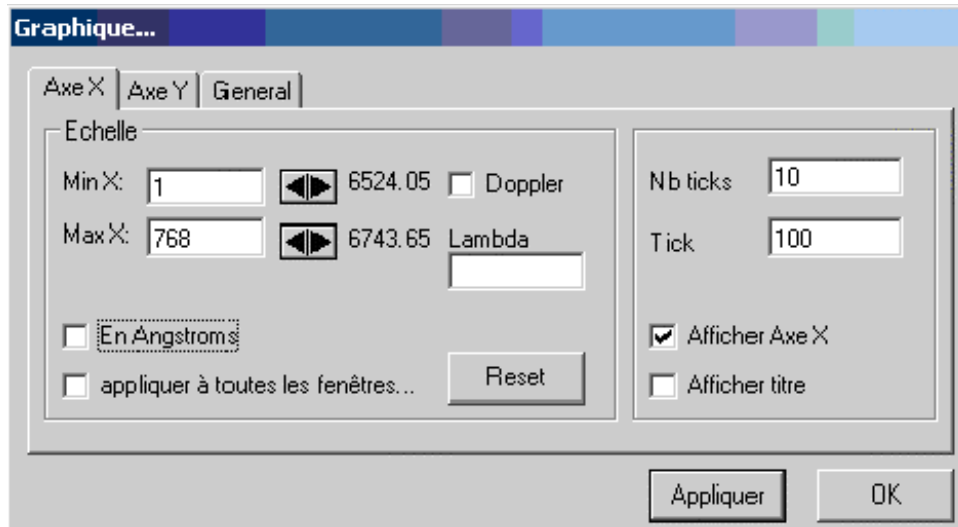 Graphique...
Axe X Axe Y General
Echelle
Min X: 1 6524.05 Doppler
Max X: 768 6743.65 Lambda
En Angstroms
appliquer à toutes les fenêtres...
Reset
Nb ticks 10
Tick 100
Afficher Axe X
Afficher titre
Appliquer OK